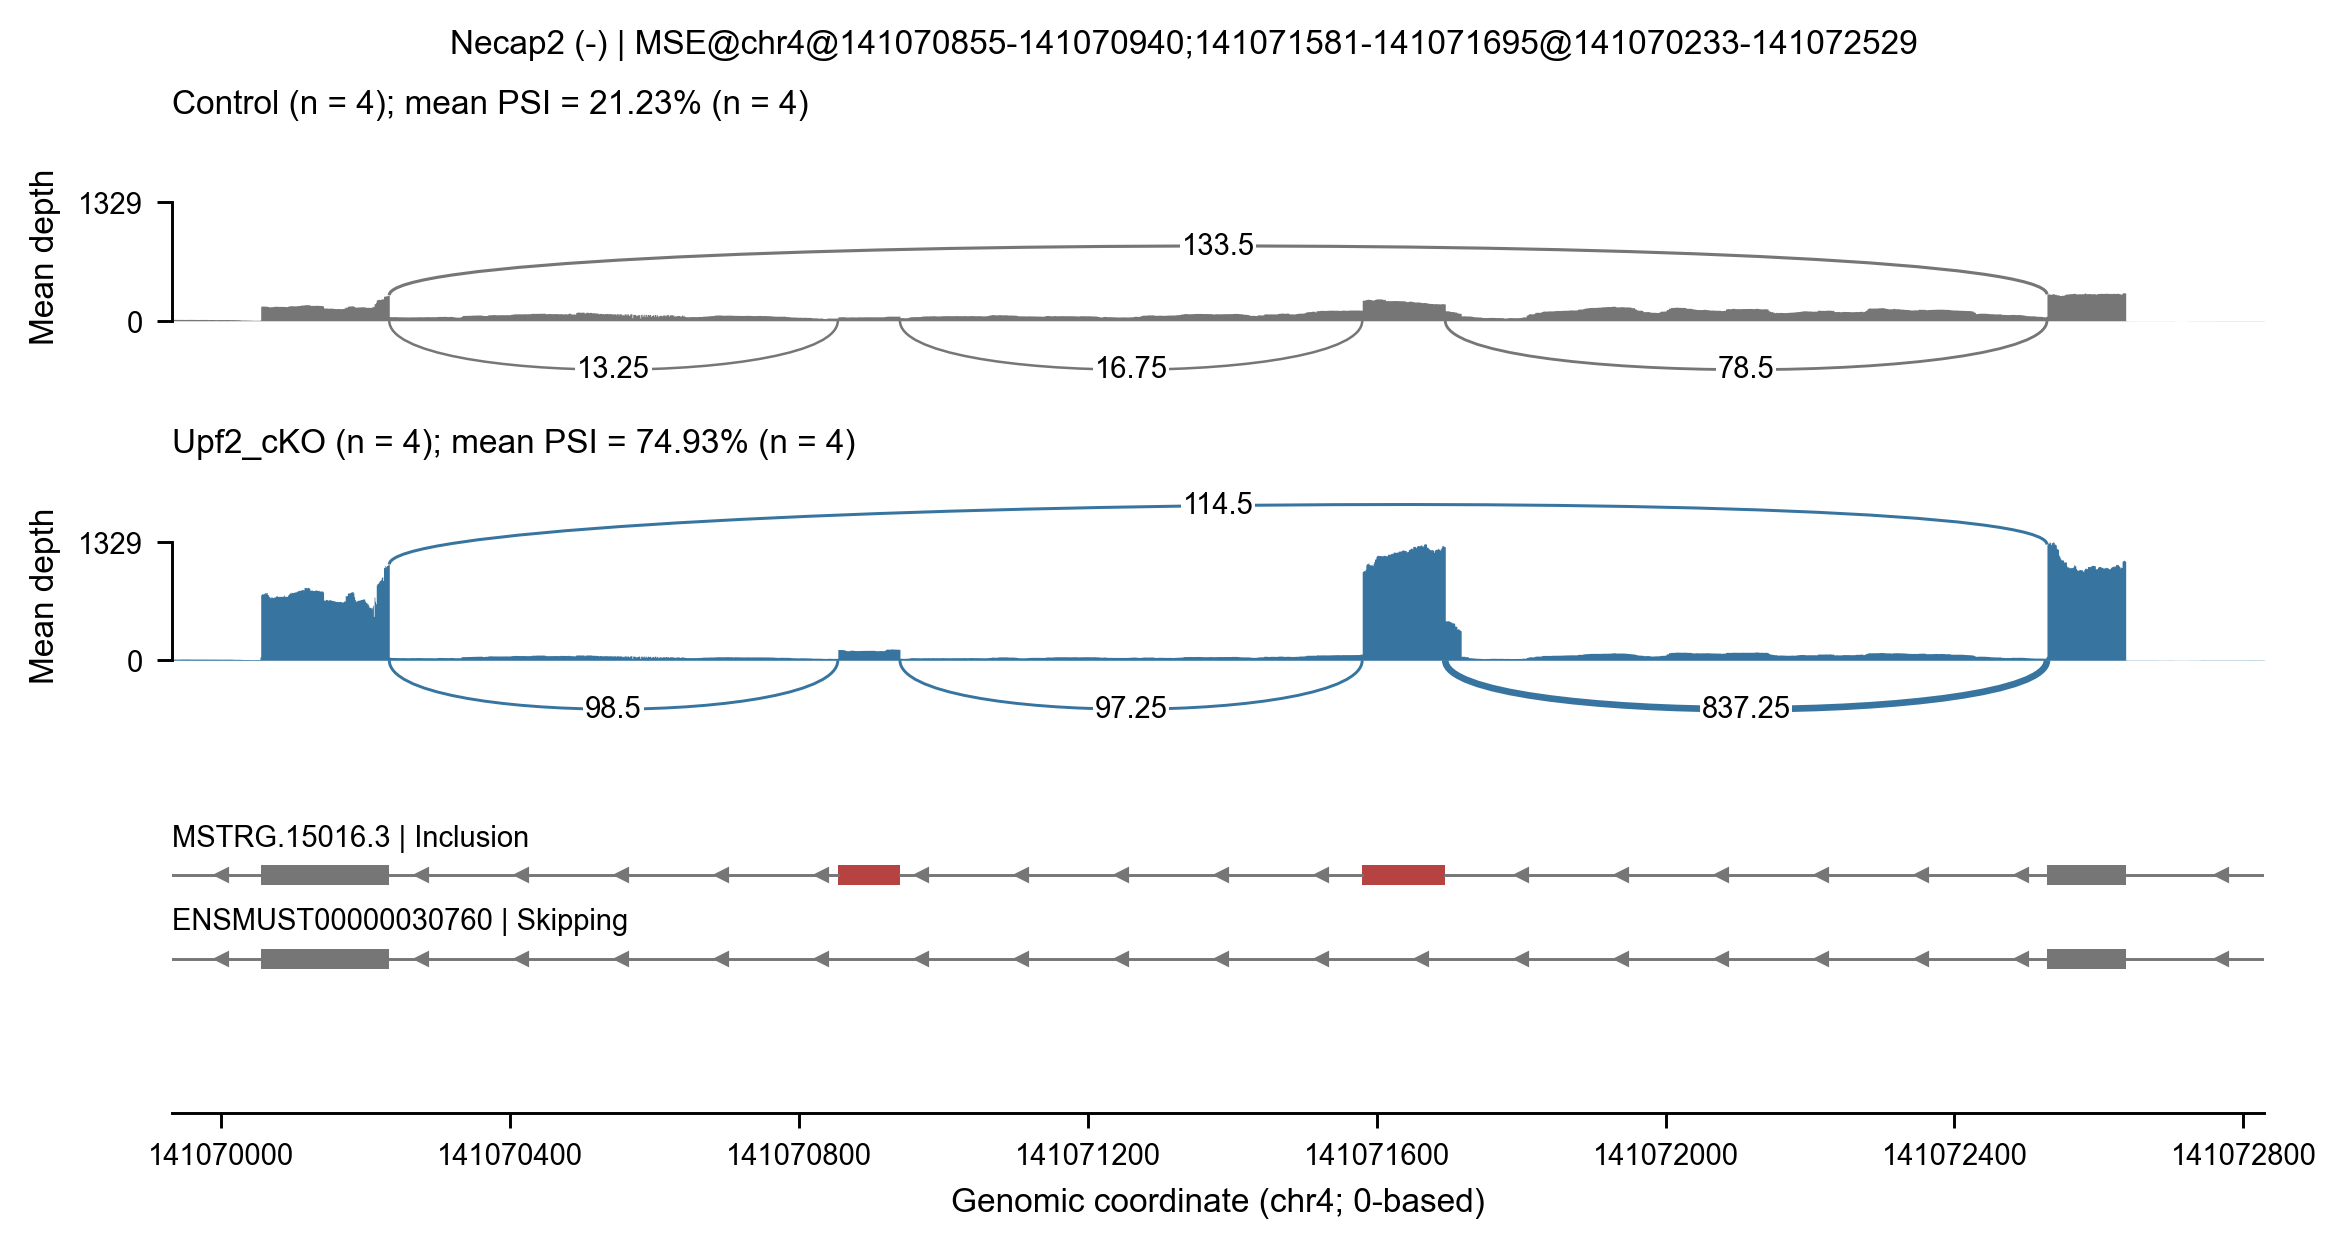 Necap2 (-) | MSE@chr4@141070855-141070940;141071581-141071695@141070233-141072529
Control (n = 4); mean PSI = 21.23% (n = 4)
Mean depth
1329
0
133.5
13.25
16.75
78.5
Upf2_cKO (n = 4); mean PSI = 74.93% (n = 4)
Mean depth
1329
0
114.5
98.5
97.25
837.25
MSTRG.15016.3 | Inclusion
ENSMUST00000030760 | Skipping
141070000 141070400 141070800 141071200 141071600 141072000 141072400 141072800
Genomic coordinate (chr4; 0-based)